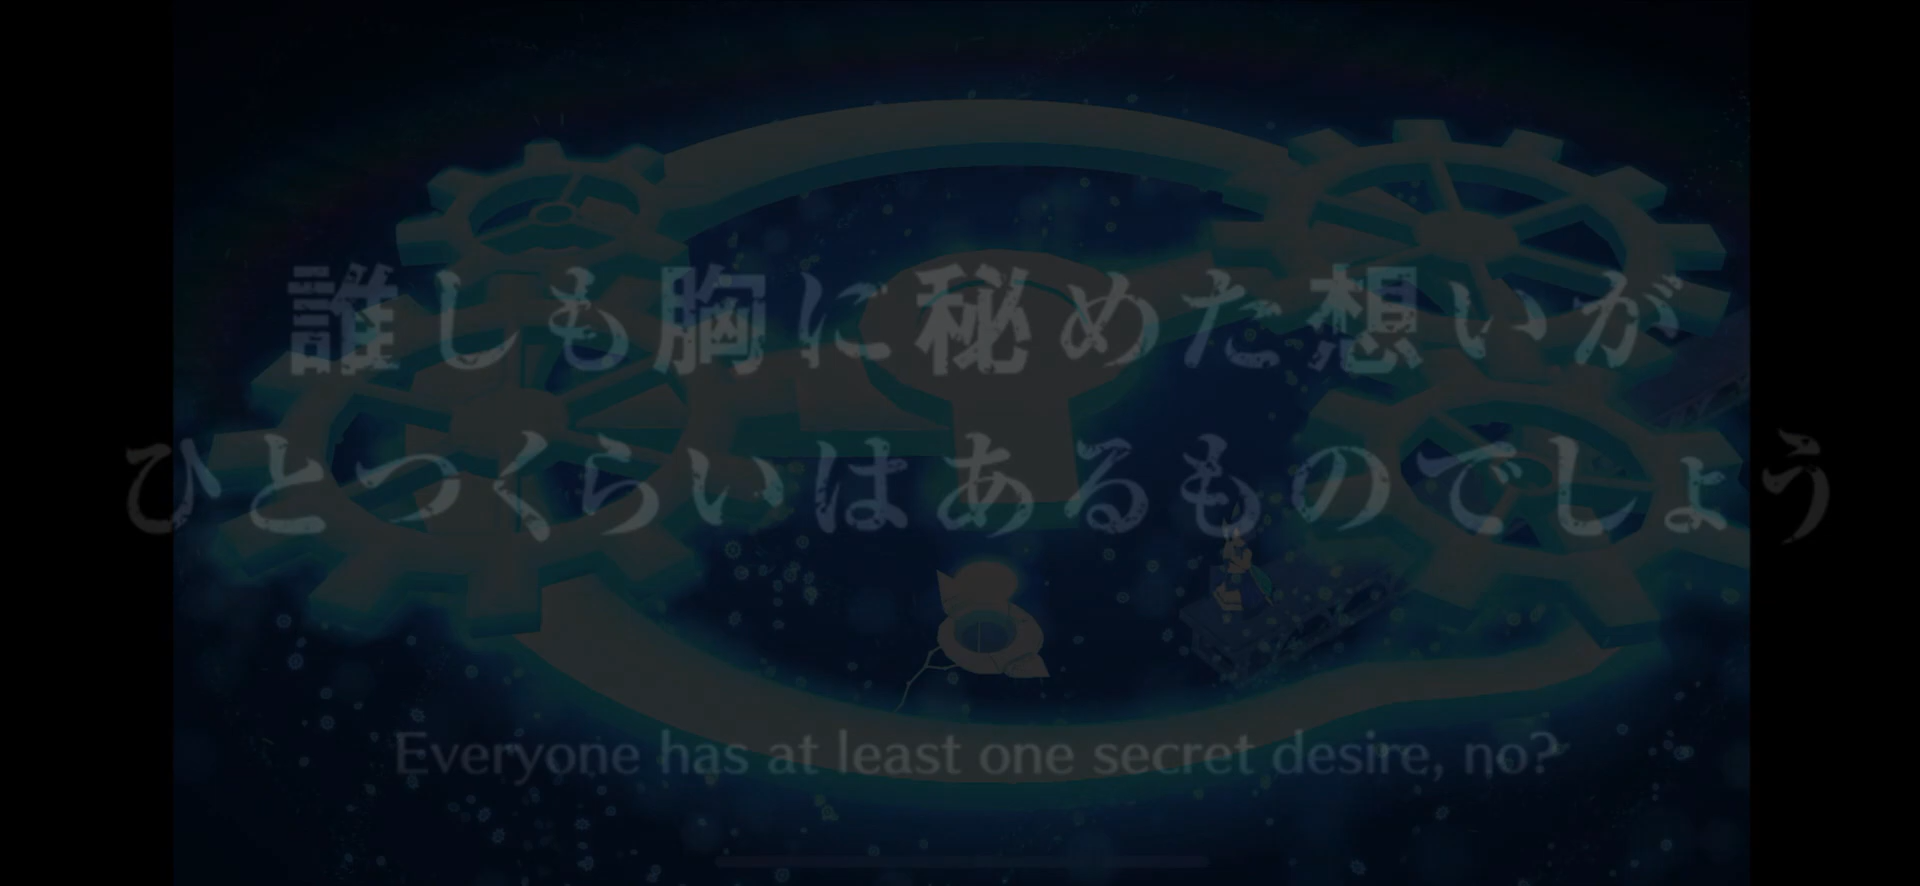 誰しも胸に秘めた想いが
ひとつくらいはあるものでしょう
Everyone has at least one secret desire, no?